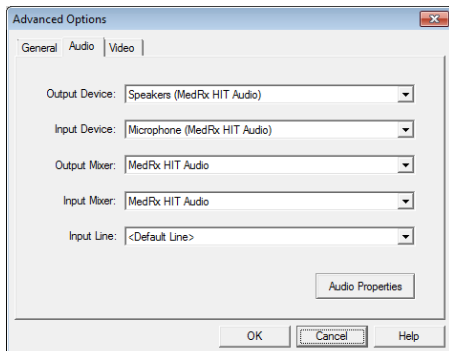 Advanced Options
General Audio Video
Output Device: Speakers (MedRx HIT Audio)
Input Device: Microphone (MedRx HIT Audio)
Output Mixer: MedRx HIT Audio
Input Mixer: MedRx HIT Audio
Input Line: <Default Line>
Audio Properties
OK Cancel Help